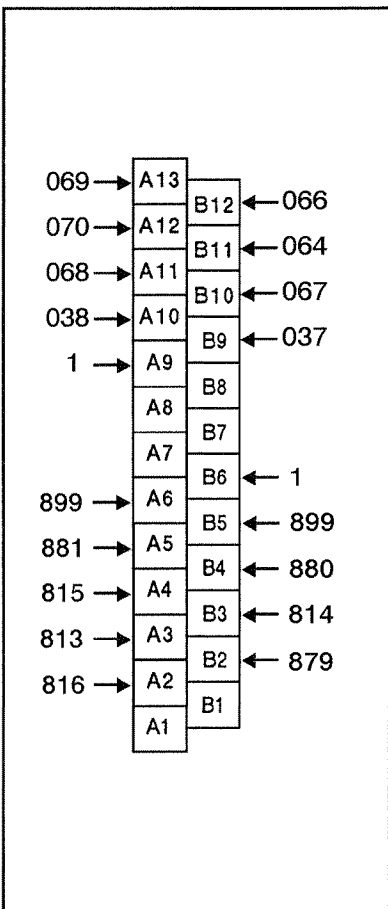 069 A13
B12 066
070 A12
B11 064
068 A11
B10 067
038 A10
B9 037
1 A9
B8
A8
B7
A7
B6 1
899 A6
B5 899
881 A5
B4 880
815 A4
B3 814
813 A3
B2 879
816 A2
B1
A1